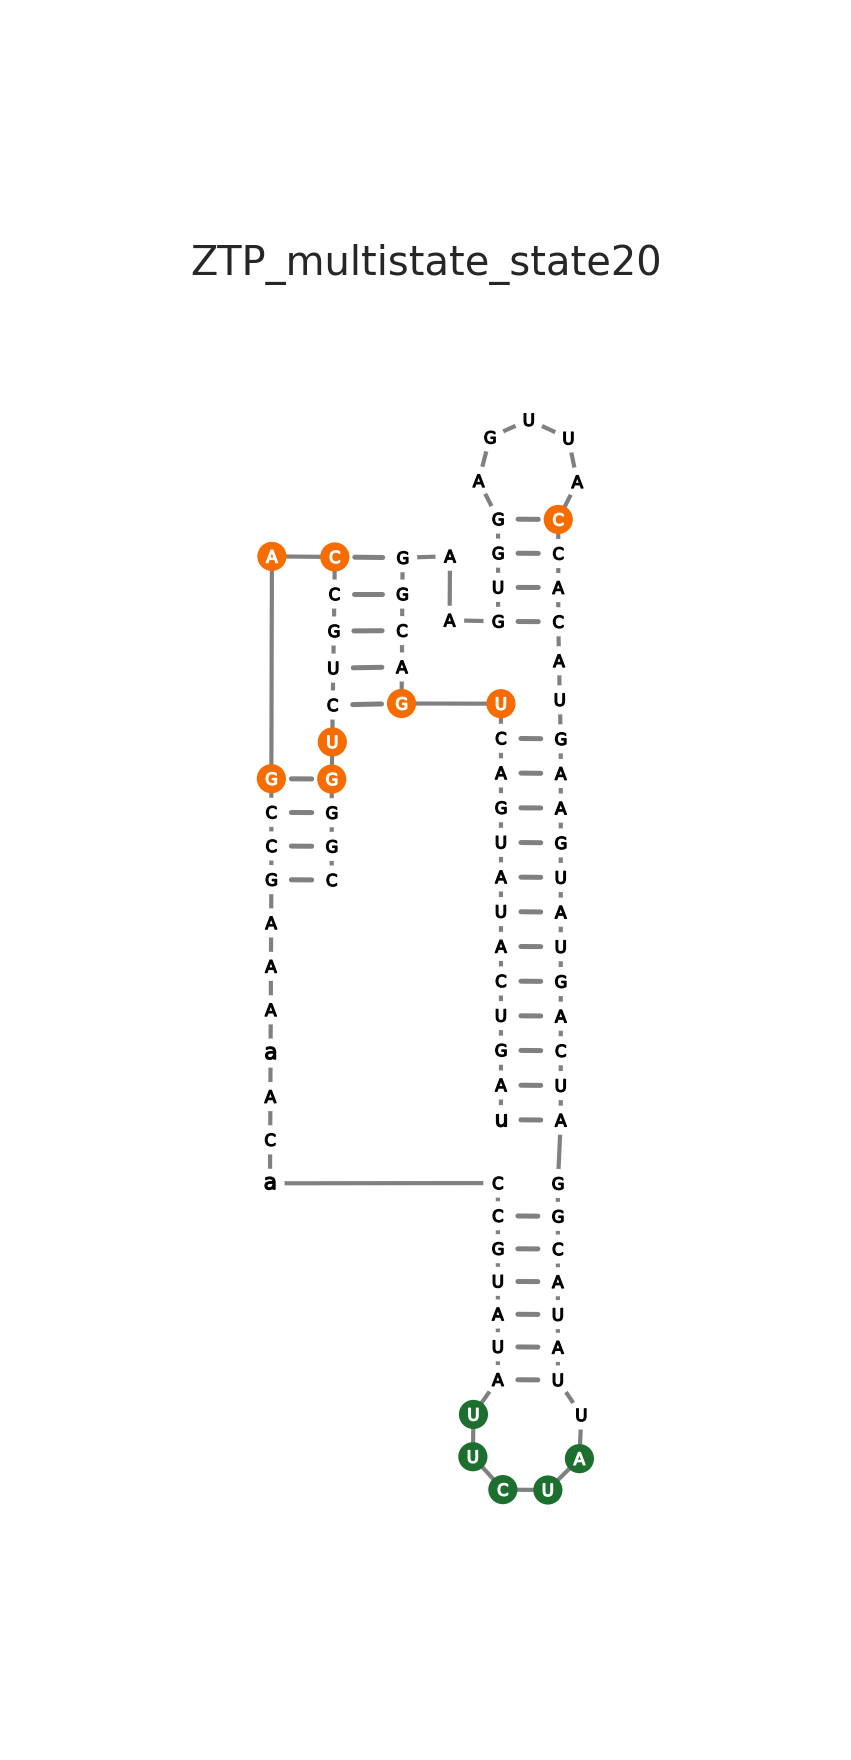 ZTP_multistate_state20
U
G U
A A
G C
A C G A G C
C G U A
G C A G C
U A A
C G U U
U C G
G G A A
C G G A
C G U G
G C A U
A U A
A A U
C G
A U A
a G C
A A U
u A
C
a C G
C G
G C
U A
A U
U A
A U
U U
U A
C U